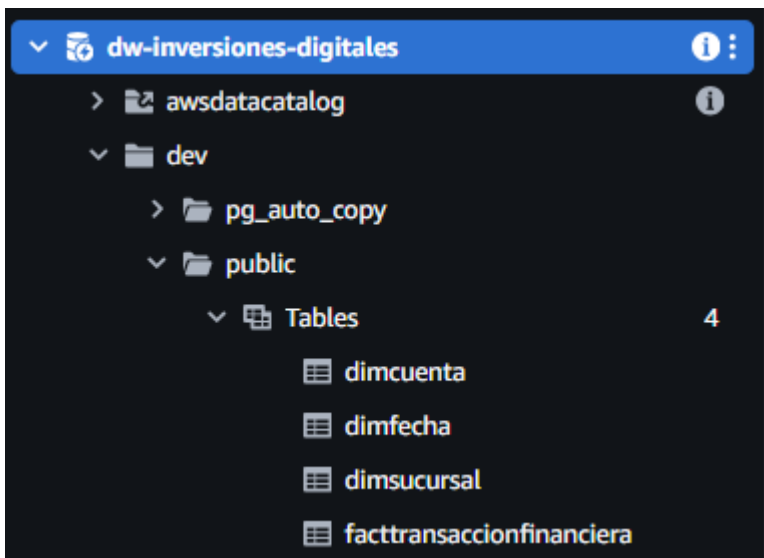 dw-inversiones-digitales
awsdatacatalog
dev
pg_auto_copy
public
Tables 4
dimcuenta
dimfecha
dimsucursal
facttransaccionfinanciera